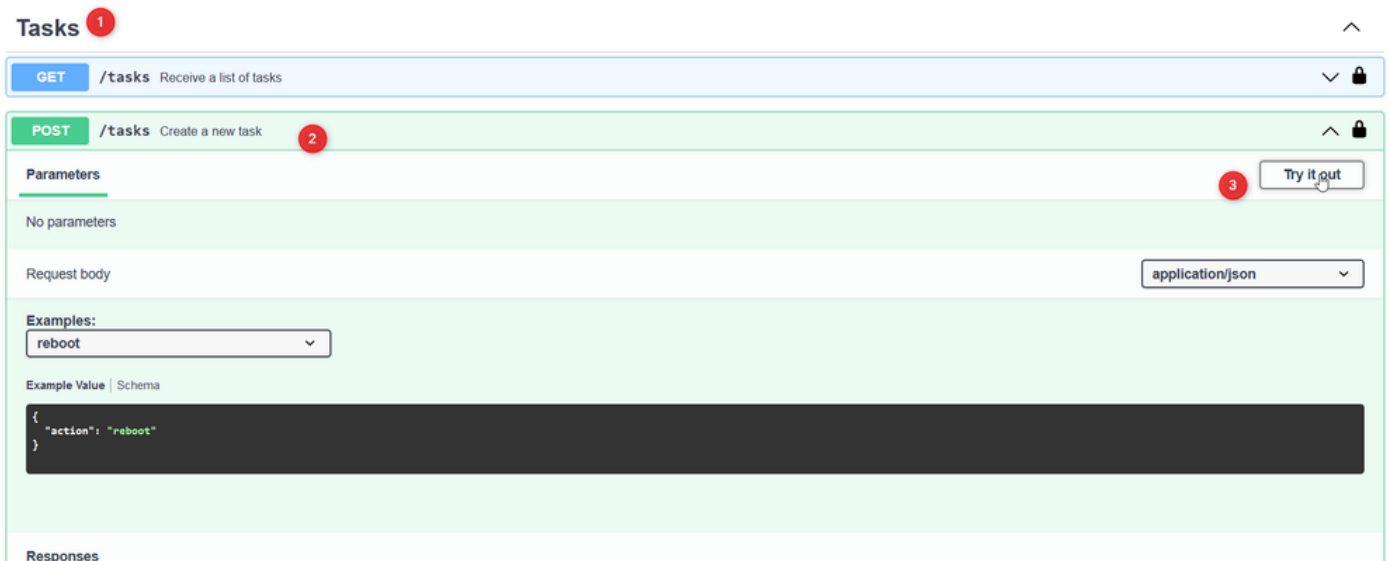 Tasks 1
GET /tasks Receive a list of tasks
POST /tasks Create a new task 2
Parameters
3 Try it out
No parameters
Request body application/json
Examples:
reboot
Example Value | Schema
{
"action": "reboot"
}
Responses